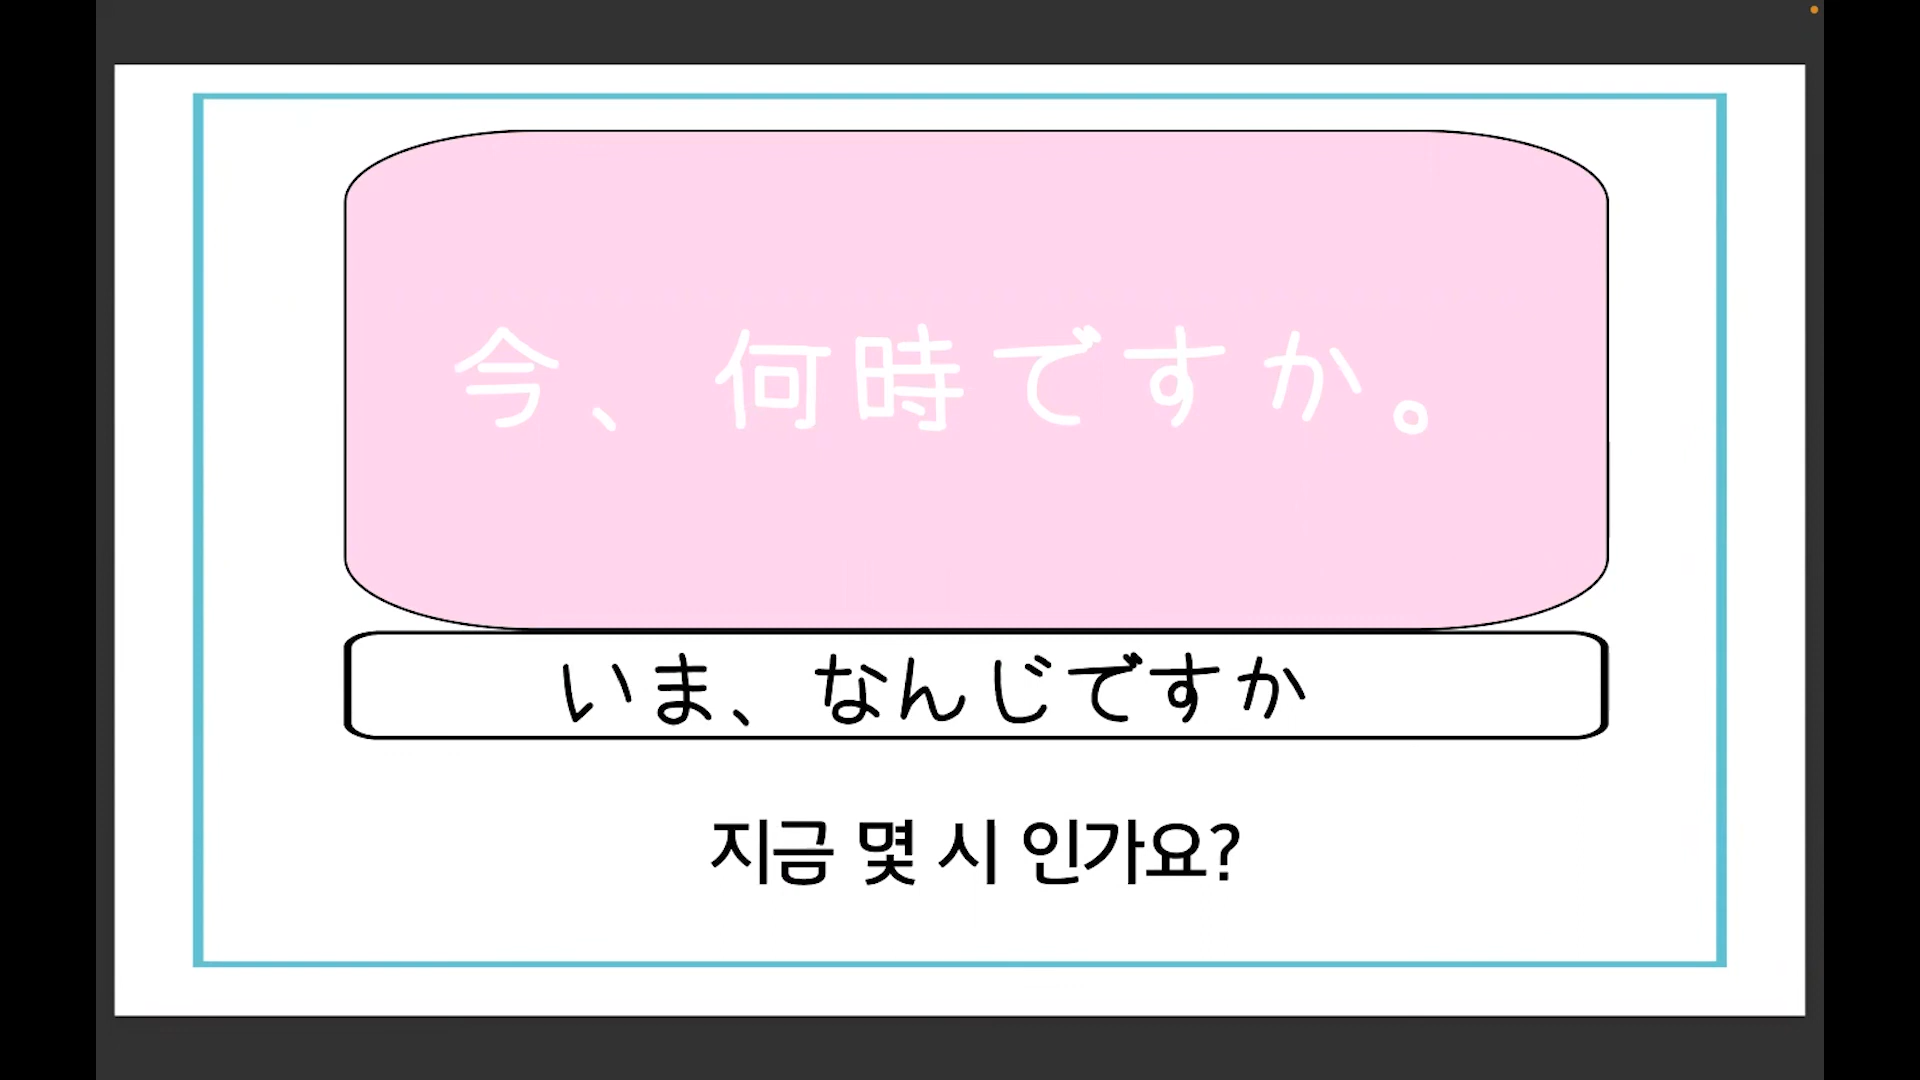 今、何時ですか。
いま、なんじですか
지금 몇 시 인가요?